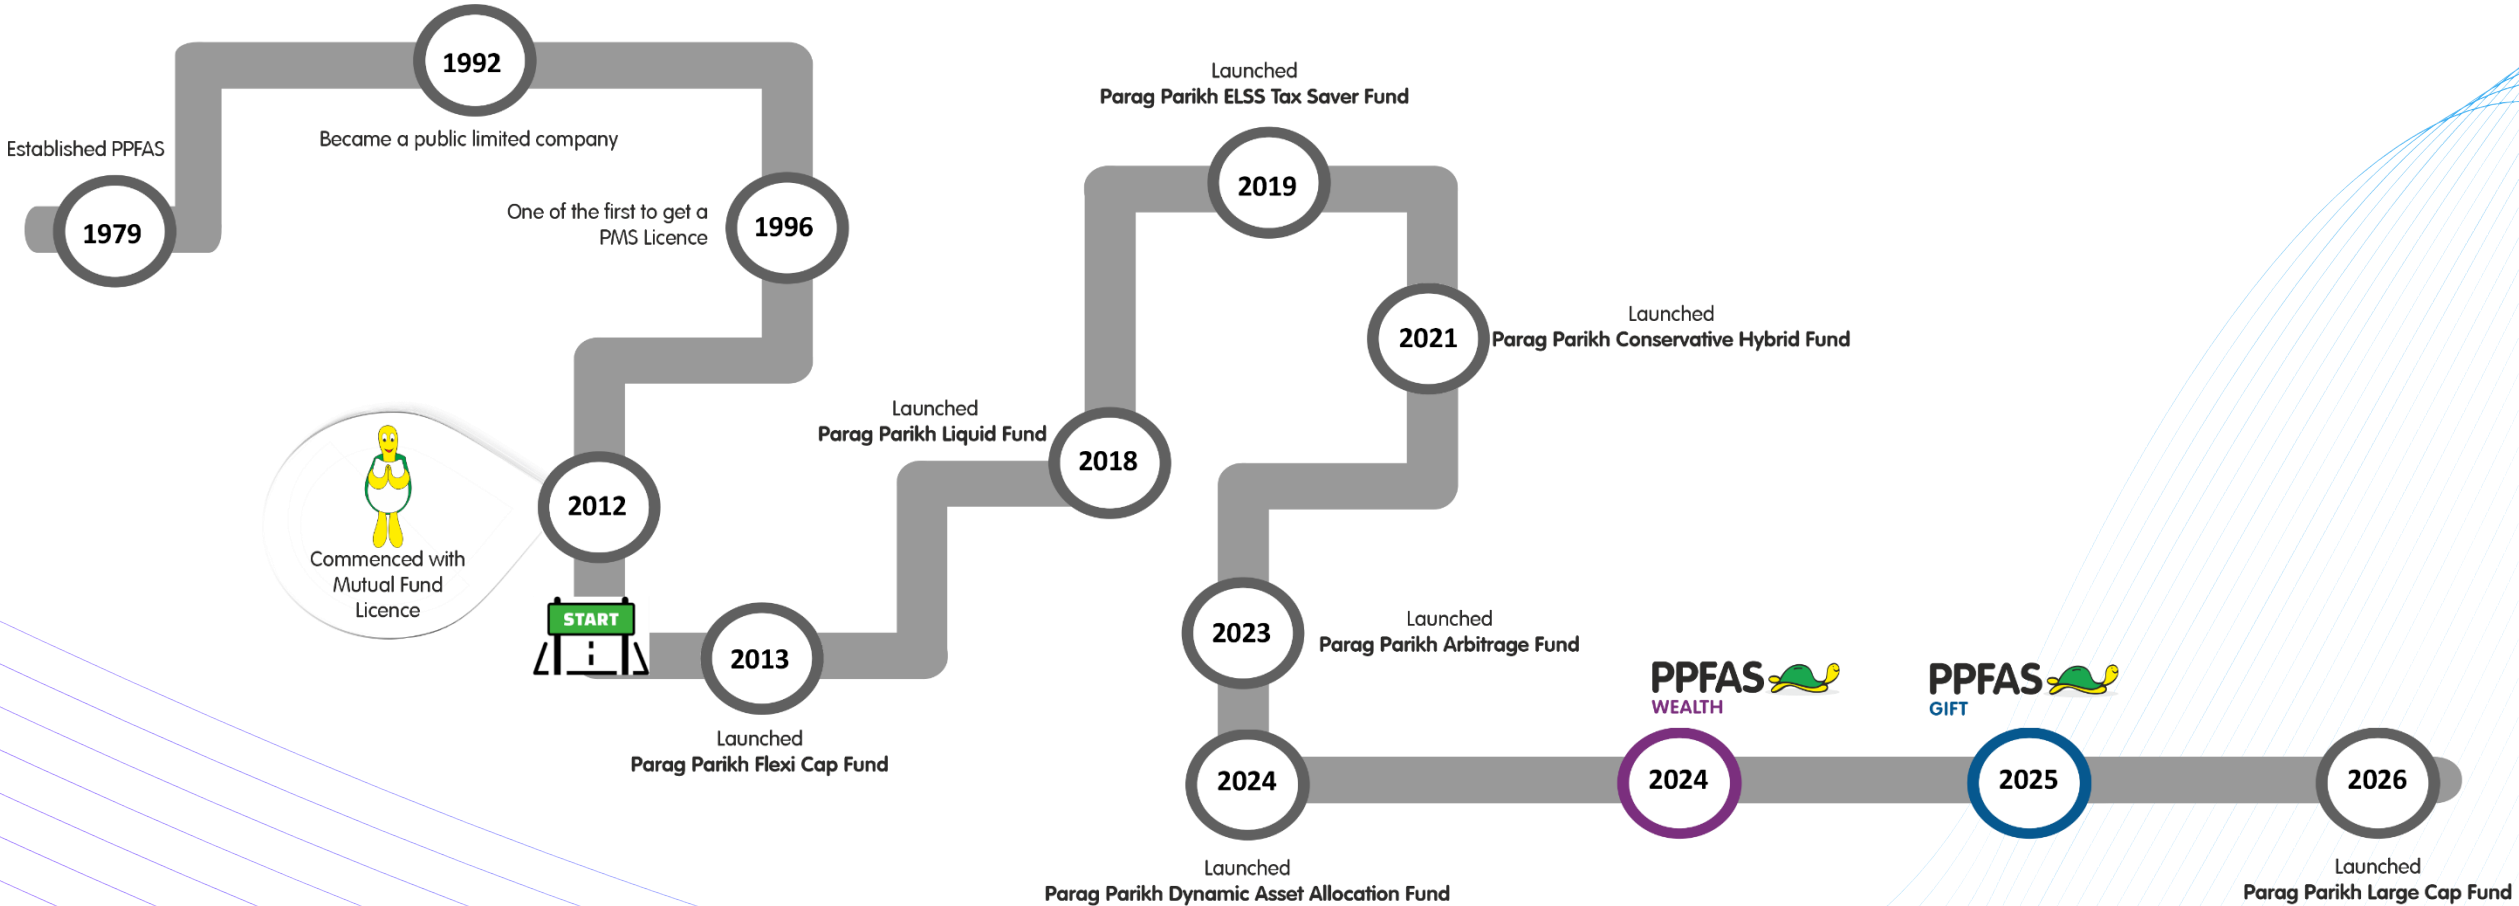 Established PPFAS
1979
1992
Became a public limited company
One of the first to get a
PMS Licence
1996
2012
Commenced with
Mutual Fund
Licence
START
2013
Launched
Parag Parikh Flexi Cap Fund
Launched
Parag Parikh Liquid Fund
2018
Launched
Parag Parikh ELSS Tax Saver Fund
2019
2021
Launched
Parag Parikh Conservative Hybrid Fund
2023
Launched
Parag Parikh Arbitrage Fund
2024
Launched
Parag Parikh Dynamic Asset Allocation Fund
PPFAS
WEALTH
2024
PPFAS
GIFT
2025
2026
Launched
Parag Parikh Large Cap Fund